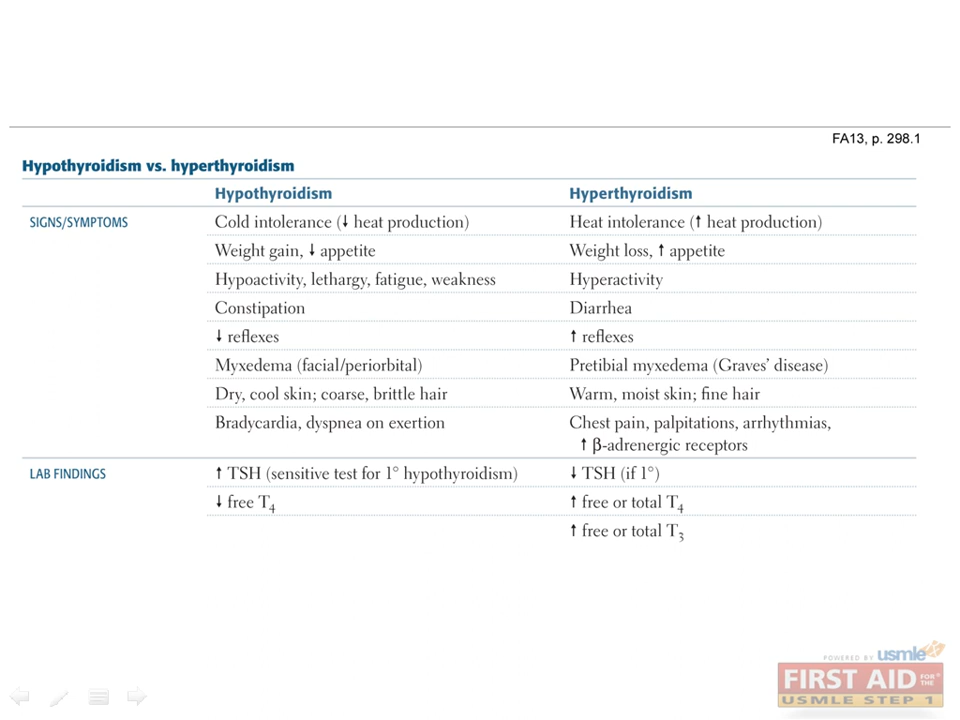 FA13, p. 298.1
Hypothyroidism vs. hyperthyroidism
Hypothyroidism Hyperthyroidism
SIGNS/SYMPTOMS Cold intolerance (↓ heat production) Heat intolerance (↑ heat production)
Weight gain, ↓ appetite Weight loss, ↑ appetite
Hypoactivity, lethargy, fatigue, weakness Hyperactivity
Constipation Diarrhea
↓ reflexes ↑ reflexes
Myxedema (facial/periorbital) Pretibial myxedema (Graves' disease)
Dry, cool skin; coarse, brittle hair Warm, moist skin; fine hair
Bradycardia, dyspnea on exertion Chest pain, palpitations, arrhythmias,
↑ β-adrenergic receptors
LAB FINDINGS ↑ TSH (sensitive test for 1° hypothyroidism) ↓ TSH (if 1°)
↓ free T4 ↑ free or total T4
↑ free or total T3
POWERED BY usmle
FIRST AID FOR THE®
USMLE STEP 1